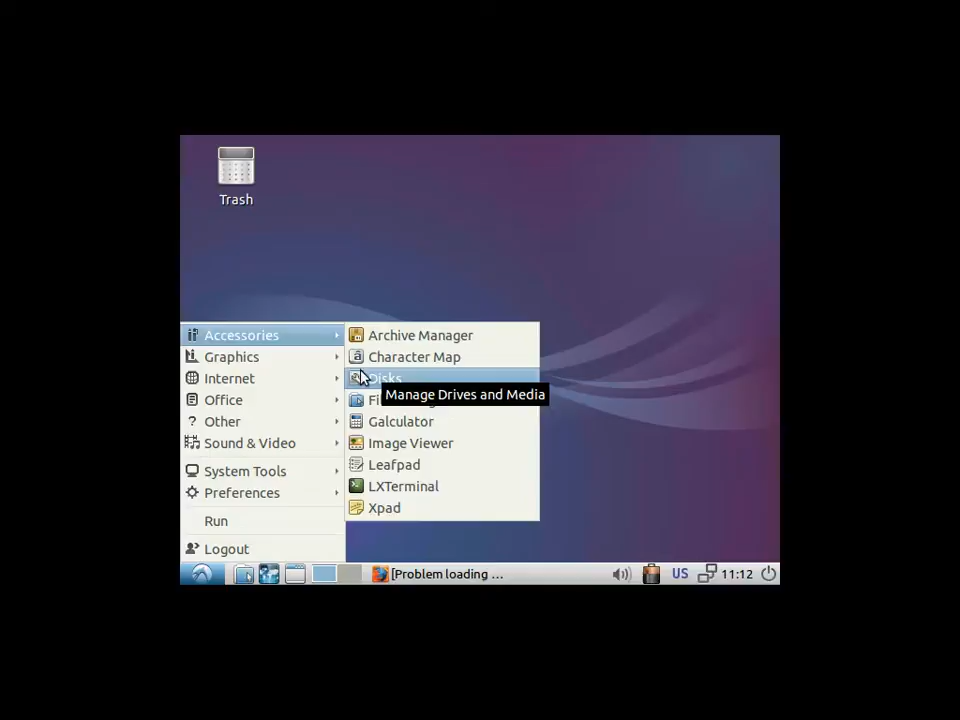 Trash
Accessories
Graphics
Internet
Office
Other
Sound & Video
System Tools
Preferences
Run
Logout
Archive Manager
Character Map
Disks
Manage Drives and Media
Galculator
Image Viewer
Leafpad
LXTerminal
Xpad
[Problem loading ...
US
11:12